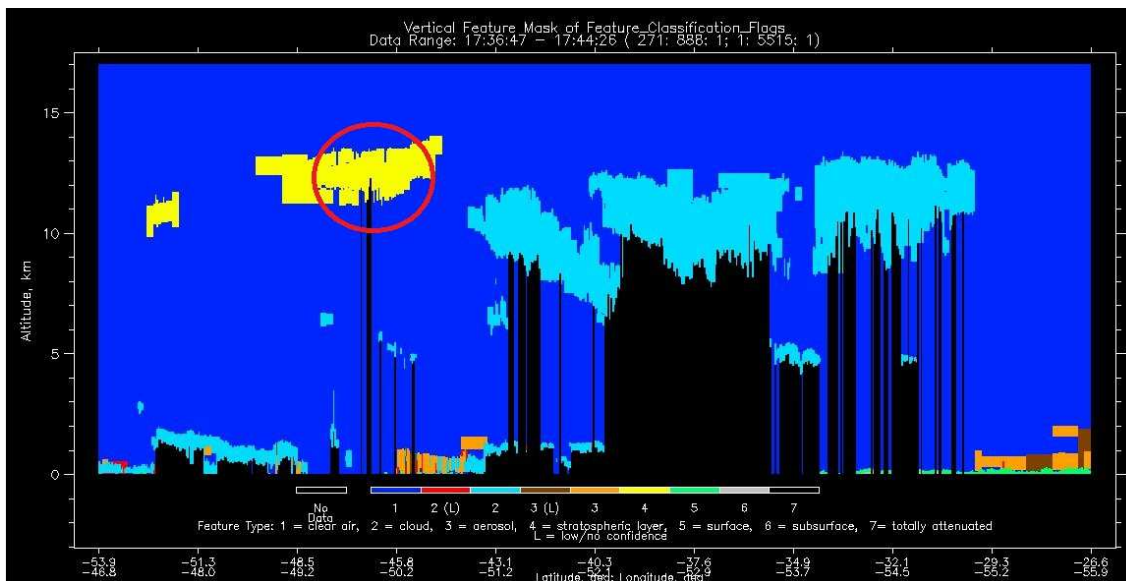 Vertical Feature Mask of Feature_Classification_Flags
Data Range: 17:36:47 - 17:44:26 ( 271: 888: 1; 1: 5515: 1)
15
10
5
0
Altitude, km
No Data
1 2 (L) 2 3 (L) 3 4 5 6 7
Feature Type: 1 = clear air, 2 = cloud, 3 = aerosol, 4 = stratospheric layer, 5 = surface, 6 = subsurface, 7= totally attenuated
L = low/no confidence
-53.9 -51.3 -48.5 -45.8 -43.1 -40.3 -37.6 -34.9 -32.1 -29.3 -26.6
-46.8 -48.0 -49.2 -50.2 -51.2 -52.1 -52.9 -53.7 -54.5 -55.2 -55.9
Latitude, deg; Longitude, deg